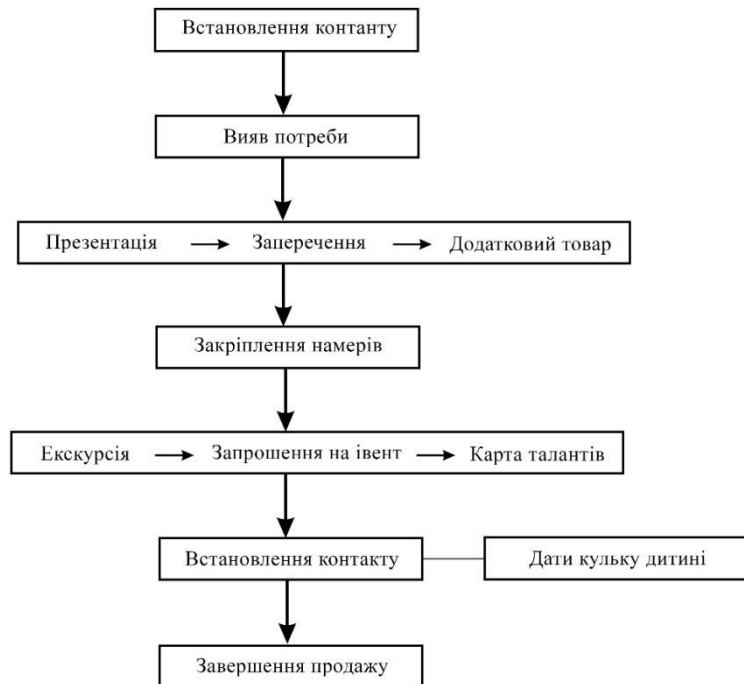 Встановлення контанту
Вияв потреби
Презентація → Заперечення → Додатковий товар
Закріплення намерів
Екскурсія → Запрошення на івент → Карта талантів
Встановлення контакту
Дати кульку дитині
Завершення продажу